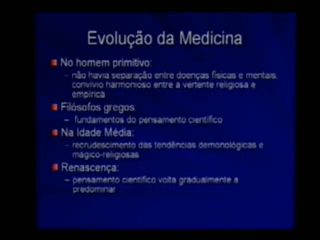 Evolução da Medicina
No homem primitivo:
– não havia separação entre doenças físicas e mentais,
convívio harmonioso entre a vertente religiosa e
empírica
Filósofos gregos:
– fundamentos do pensamento científico
Na Idade Média:
– recrudescimento das tendências demonológicas e
mágico-religiosas
Renascença:
– pensamento científico volta gradualmente a
predominar